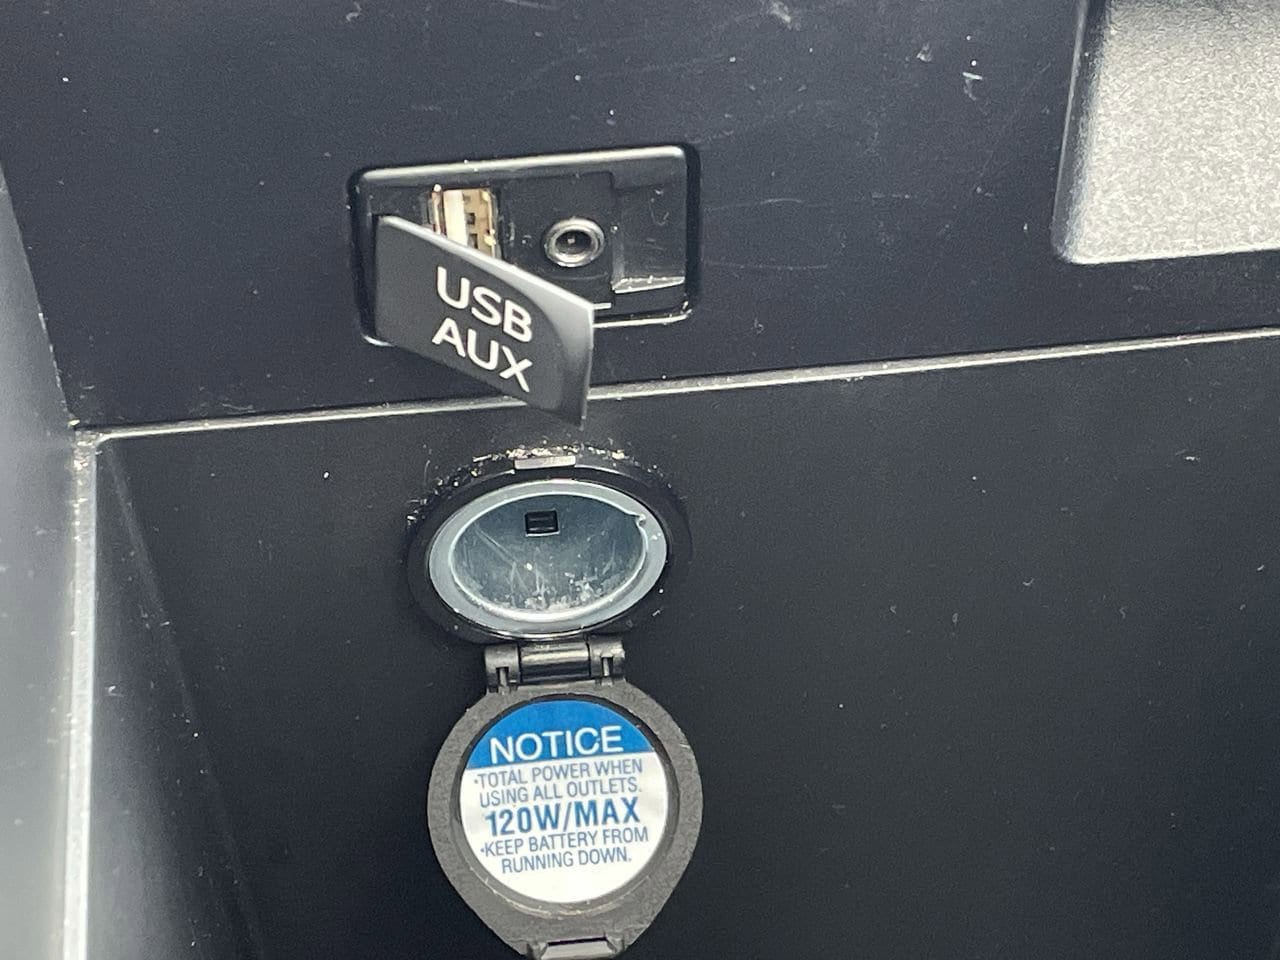 USB
AUX
NOTICE
•TOTAL POWER WHEN
USING ALL OUTLETS.
120W/MAX
•KEEP BATTERY FROM
RUNNING DOWN.